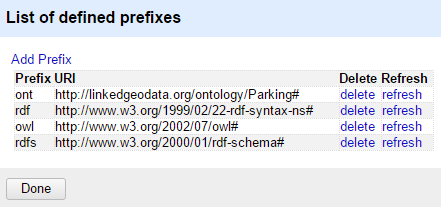 List of defined prefixes
Add Prefix
Prefix URI Delete Refresh
ont http://linkedgeodata.org/ontology/Parking# delete refresh
rdf http://www.w3.org/1999/02/22-rdf-syntax-ns# delete refresh
owl http://www.w3.org/2002/07/owl# delete refresh
rdfs http://www.w3.org/2000/01/rdf-schema# delete refresh
Done